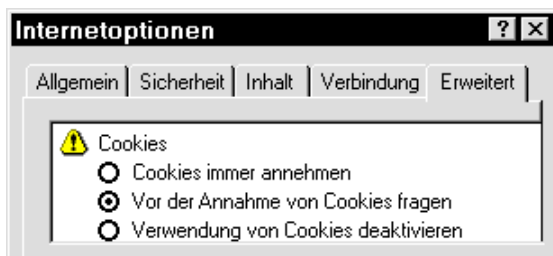 Internetoptionen
Allgemein Sicherheit Inhalt Verbindung Erweitert
Cookies
Cookies immer annehmen
Vor der Annahme von Cookies fragen
Verwendung von Cookies deaktivieren